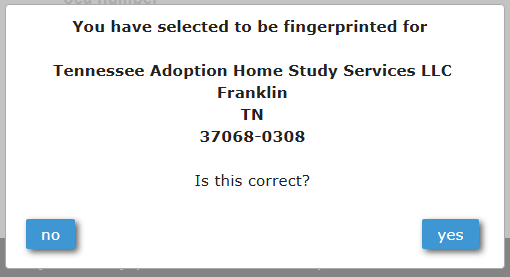 You have selected to be fingerprinted for
Tennessee Adoption Home Study Services LLC
Franklin
TN
37068-0308
Is this correct?
no
yes